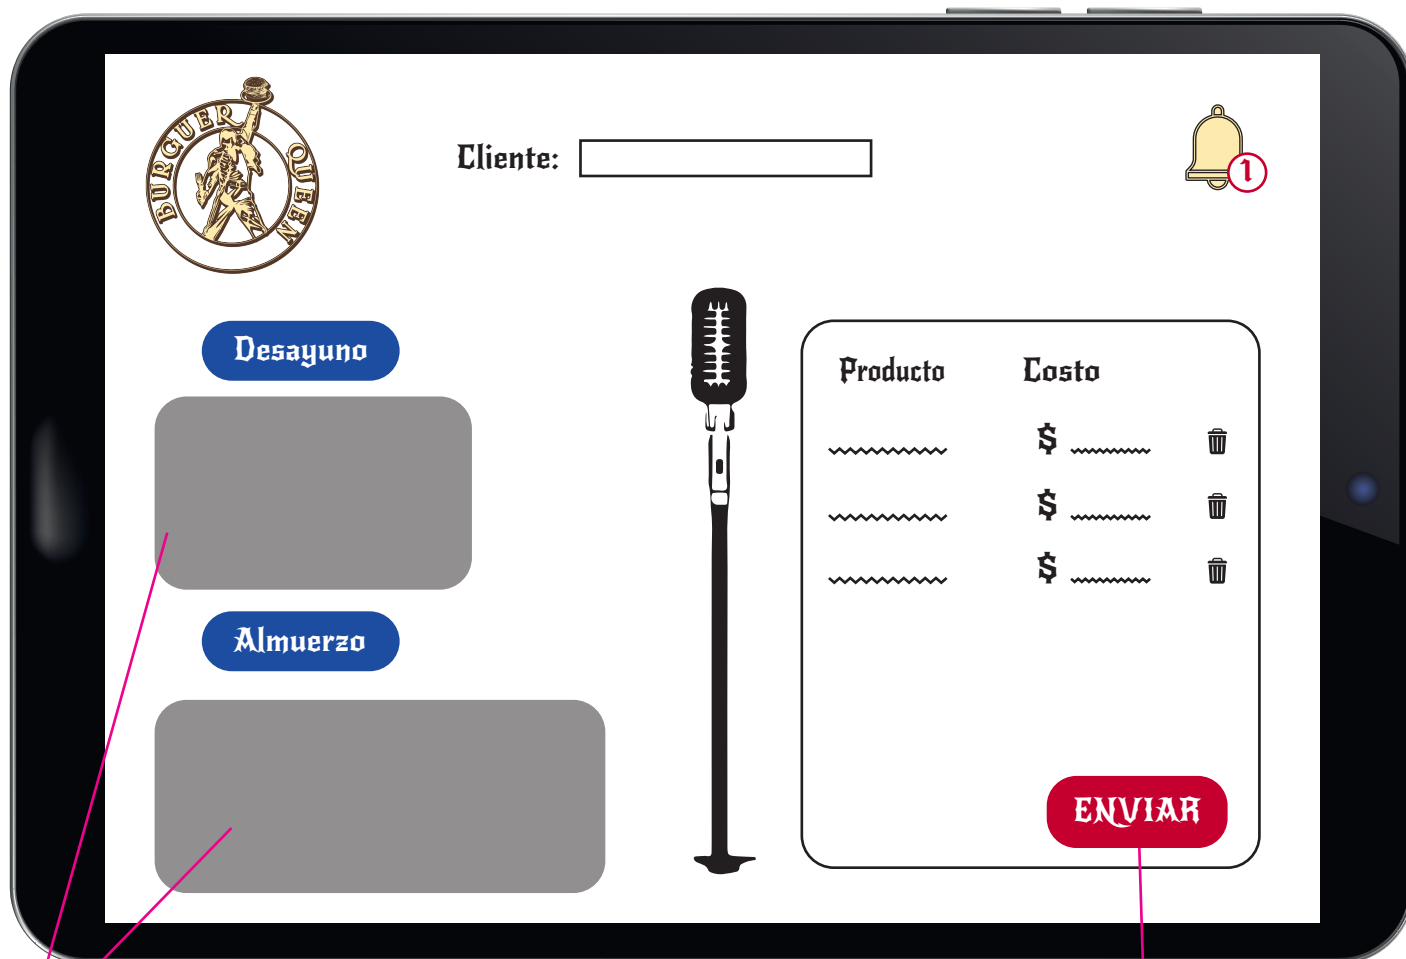 BURGUER QUEEN
Cliente:
1
Desayuno
Almuerzo
Producto Costo
$
$
$
ENVIAR